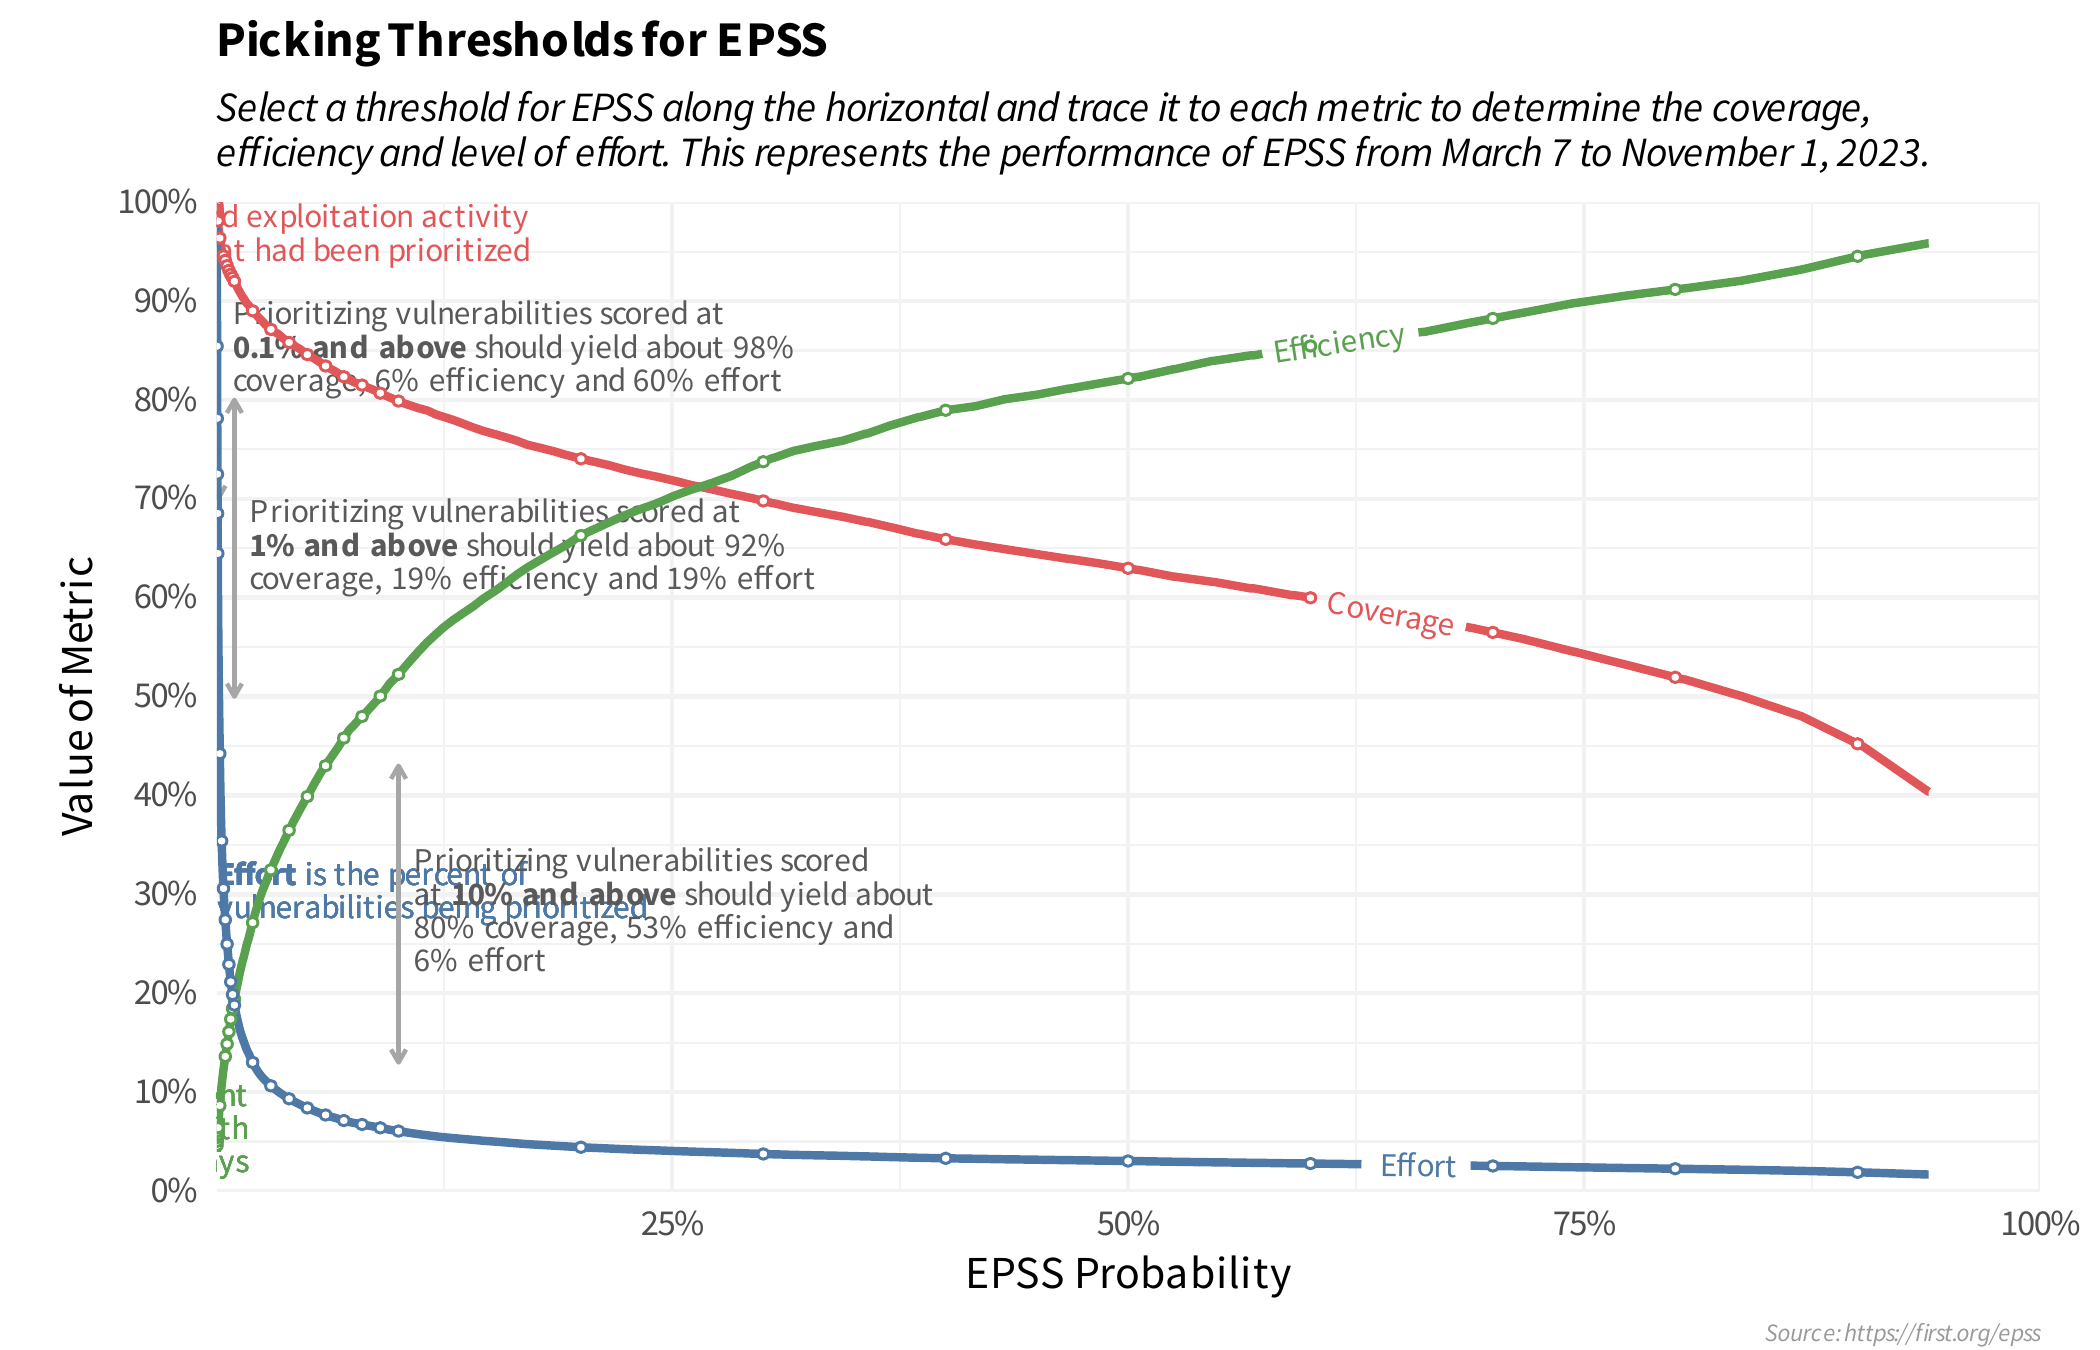 Picking Thresholds for EPSS
Select a threshold for EPSS along the horizontal and trace it to each metric to determine the coverage,
efficiency and level of effort. This represents the performance of EPSS from March 7 to November 1, 2023.
100%
90%
80%
70%
60%
50%
40%
30%
20%
10%
0%
Value of Metric
d exploitation activity
at had been prioritized
Prioritizing vulnerabilities scored at
0.1% and above should yield about 98%
coverage, 6% efficiency and 60% effort
Prioritizing vulnerabilities scored at
1% and above should yield about 92%
coverage, 19% efficiency and 19% effort
Efficiency
Coverage
Effort is the percent of
vulnerabilities being prioritized
Prioritizing vulnerabilities scored
at 10% and above should yield about
80% coverage, 53% efficiency and
6% effort
nt
th
ys
Effort
25%
50%
75%
100%
EPSS Probability
Source: https://first.org/epss